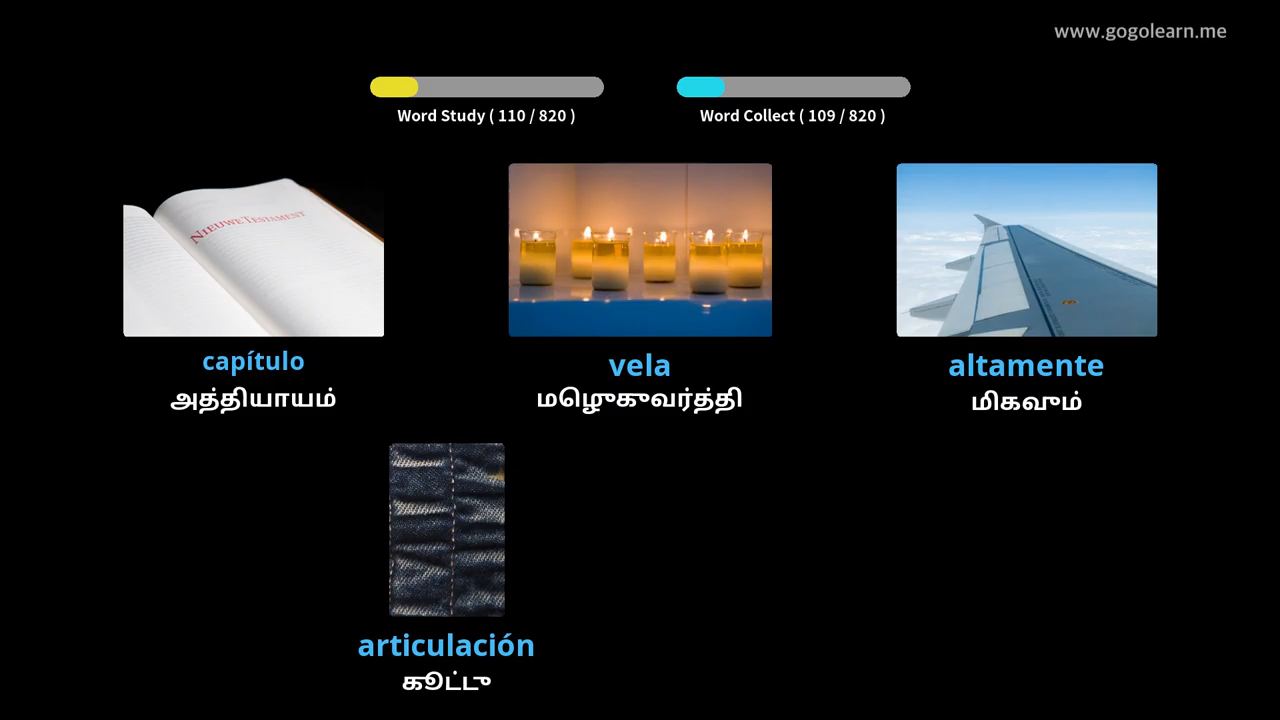 www.gogolearn.me
Word Study ( 110 / 820 )
Word Collect ( 109 / 820 )
NIEUWE TESTAMENT
capítulo
அத்தியாயம்
vela
மெழுகுவர்த்தி
altamente
மிகவும்
articulación
கூட்டு